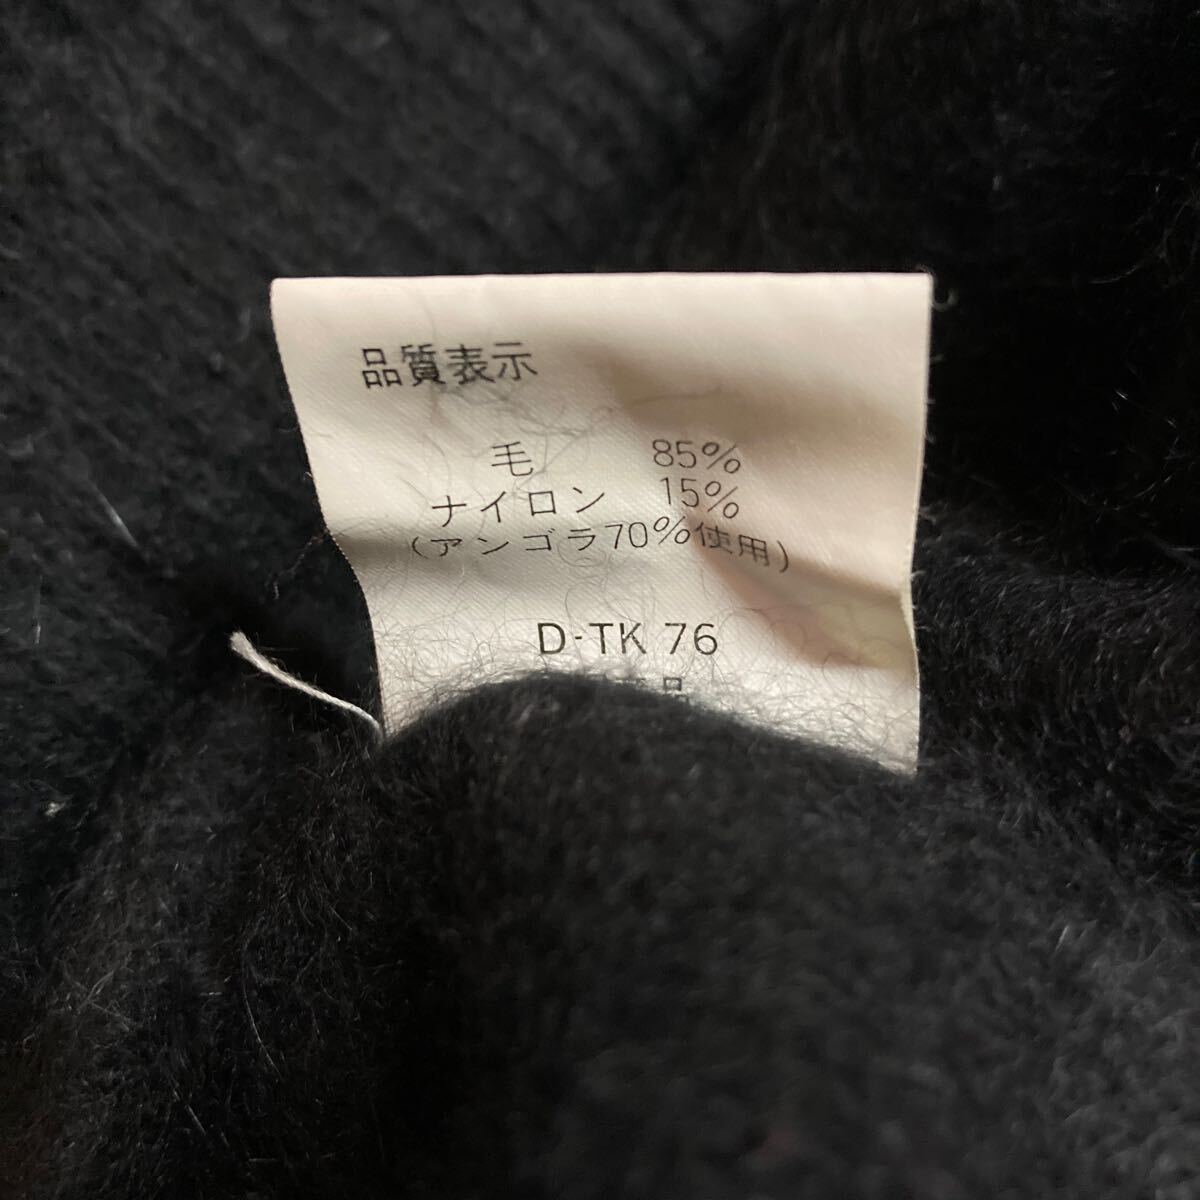 品質表示
毛 85%
ナイロン 15%
(アンゴラ70%使用)
D-TK 76